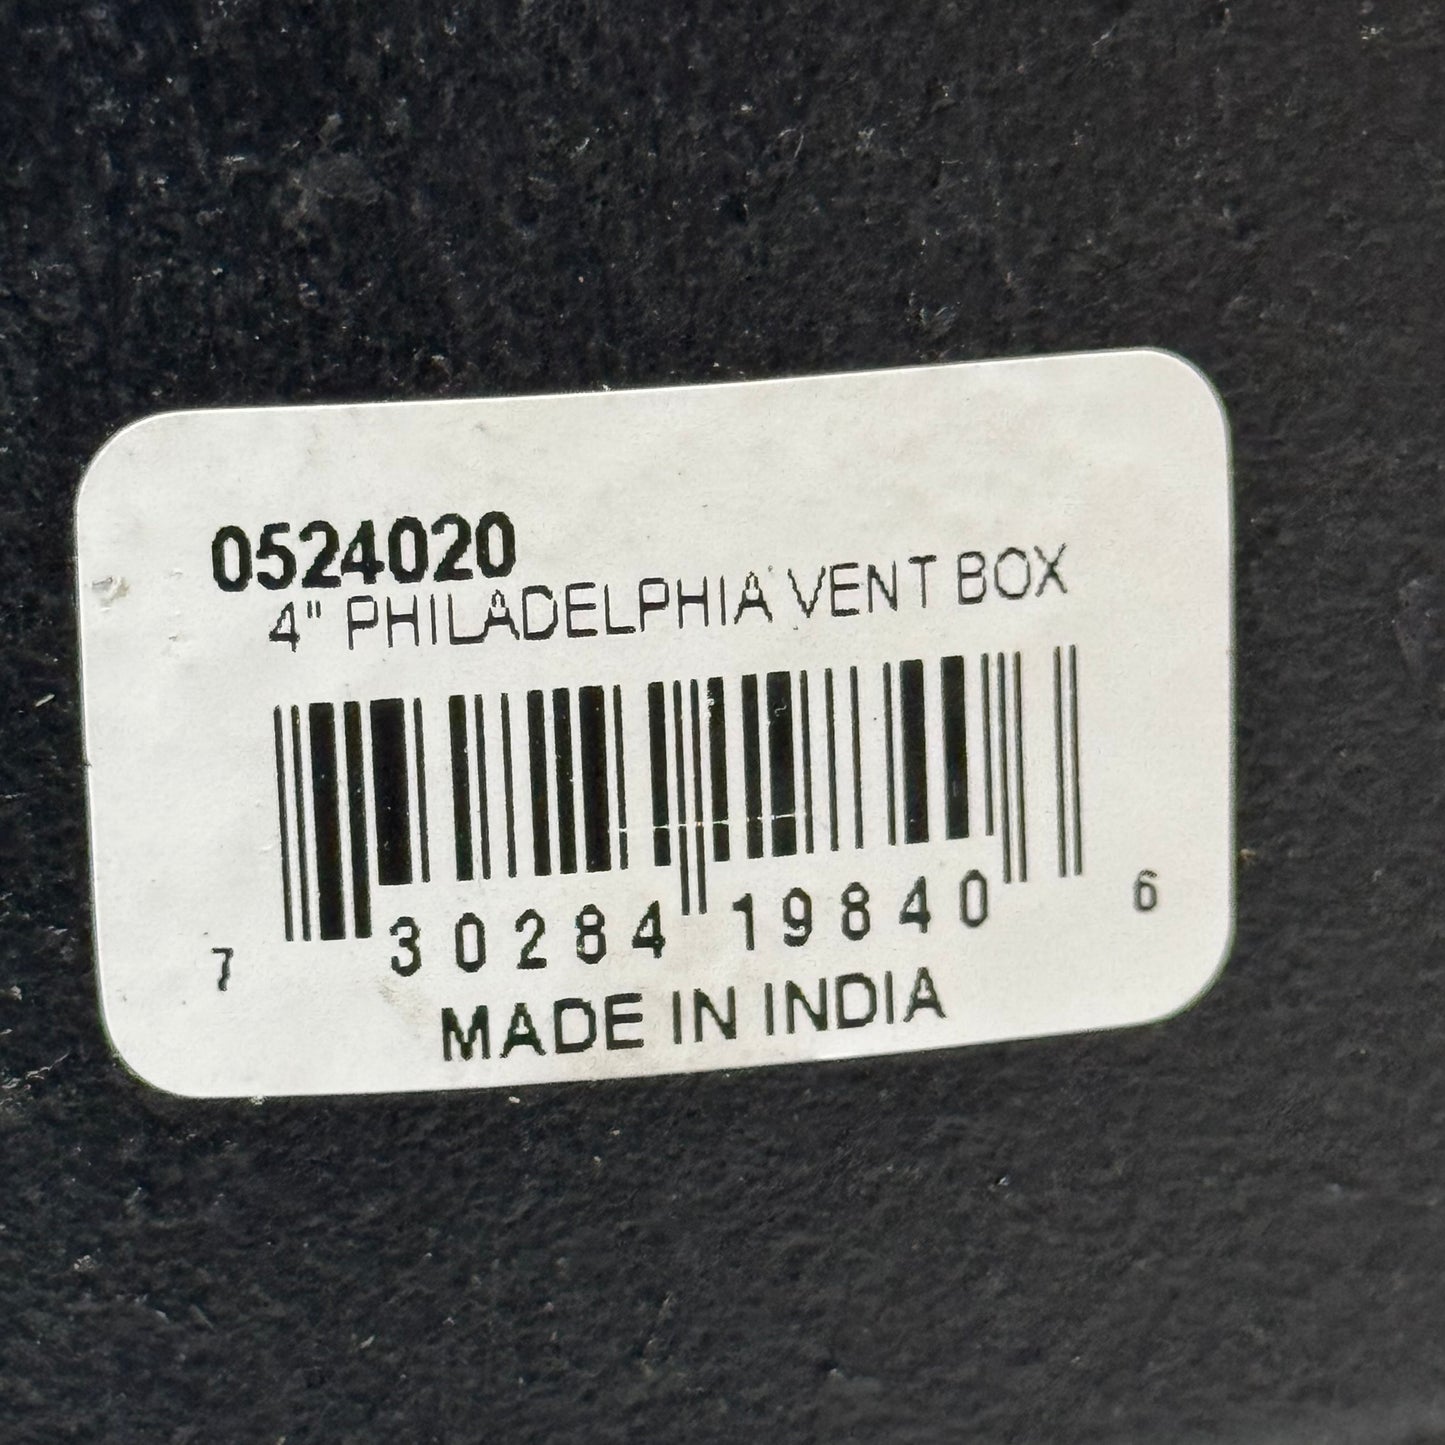 0524020
4" PHILADELPHIA VENT BOX
7 30284 19840 6
MADE IN INDIA